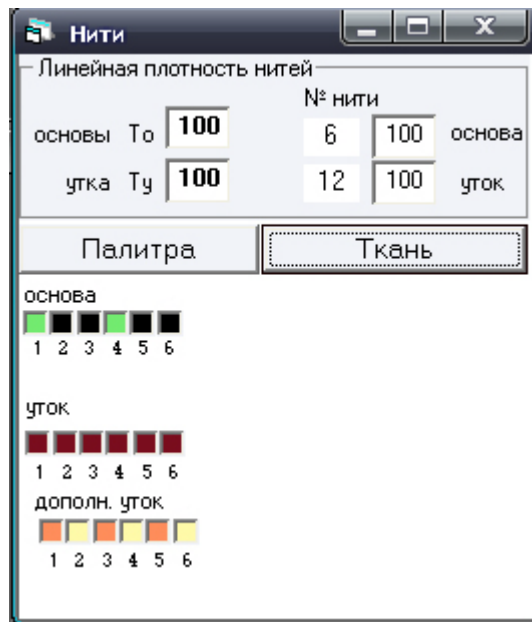 Нити
Линейная плотность нитей
№ нити
основы То 100 6 100 основа
утка Ту 100 12 100 уток
Палитра Ткань
основа
1 2 3 4 5 6
уток
1 2 3 4 5 6
дополн. уток
1 2 3 4 5 6